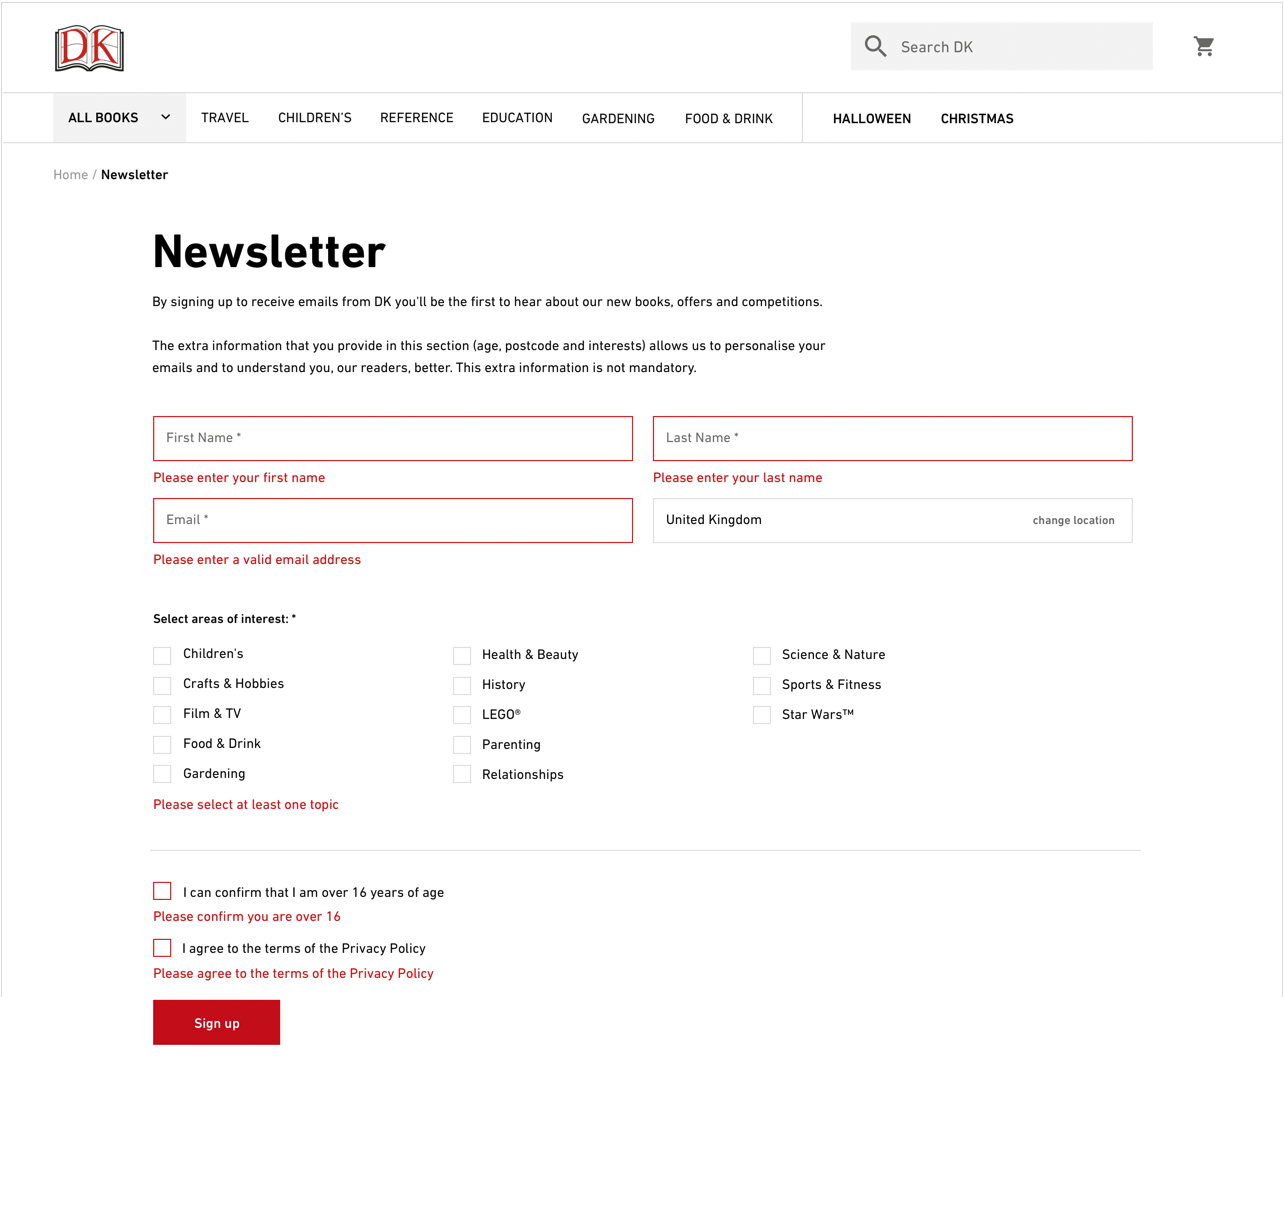 DK
Search DK
ALL BOOKS TRAVEL CHILDREN'S REFERENCE EDUCATION GARDENING FOOD & DRINK HALLOWEEN CHRISTMAS
Home / Newsletter
Newsletter
By signing up to receive emails from DK you'll be the first to hear about our new books, offers and competitions.
The extra information that you provide in this section (age, postcode and interests) allows us to personalise your
emails and to understand you, our readers, better. This extra information is not mandatory.
First Name * Last Name *
Please enter your first name Please enter your last name
Email * United Kingdom change location
Please enter a valid email address
Select areas of interest: *
Children's Health & Beauty Science & Nature
Crafts & Hobbies History Sports & Fitness
Film & TV LEGO® Star Wars™
Food & Drink Parenting
Gardening Relationships
Please select at least one topic
I can confirm that I am over 16 years of age
Please confirm you are over 16
I agree to the terms of the Privacy Policy
Please agree to the terms of the Privacy Policy
Sign up